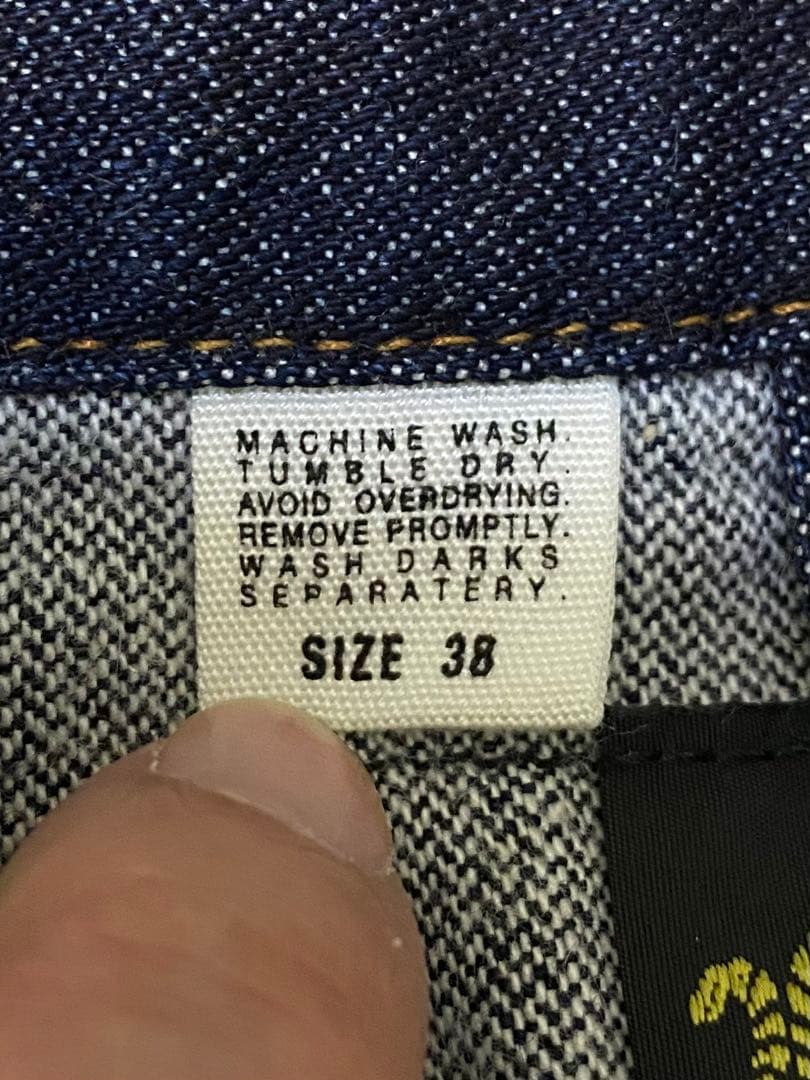 MACHINE WASH.
TUMBLE DRY.
AVOID OVERDRYING.
REMOVE PROMPTLY.
WASH DARKS
SEPARATERY.
SIZE 38